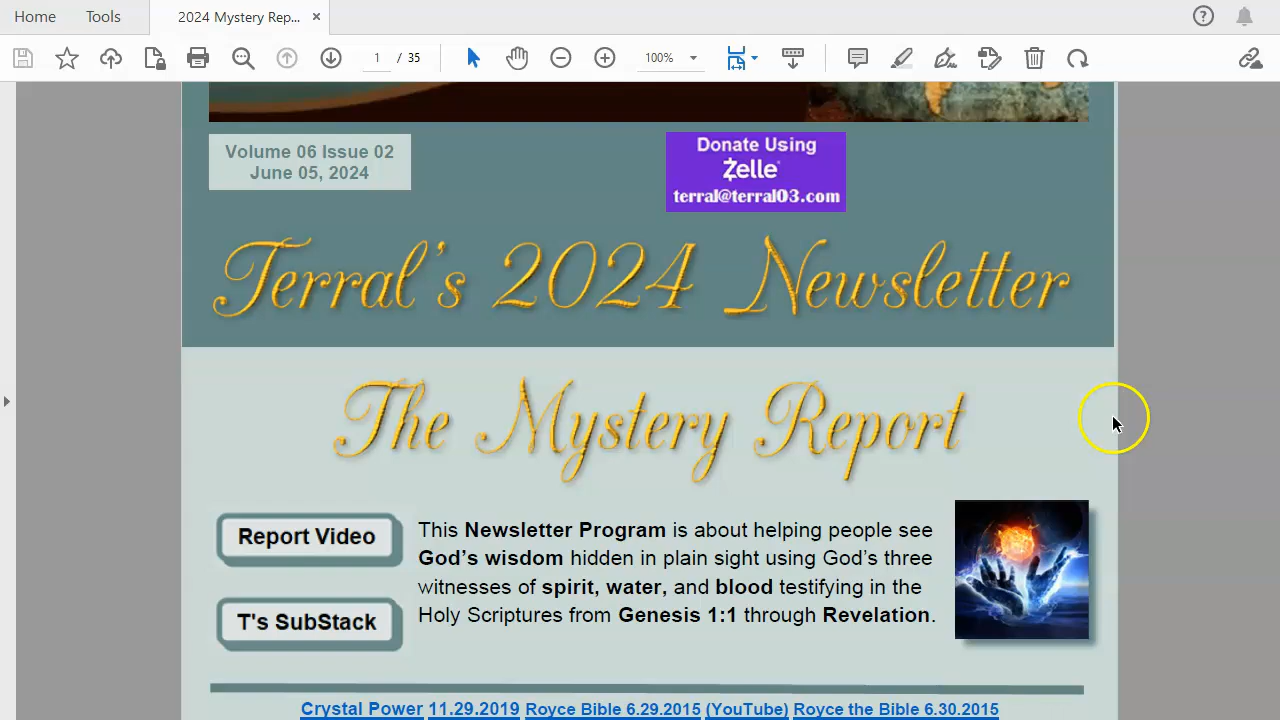 Home Tools 2024 Mystery Rep... ×
1 / 35 100%
Volume 06 Issue 02
June 05, 2024
Donate Using
Zelle
terral@terral03.com
Terral's 2024 Newsletter
The Mystery Report
Report Video
T's SubStack
This Newsletter Program is about helping people see
God's wisdom hidden in plain sight using God's three
witnesses of spirit, water, and blood testifying in the
Holy Scriptures from Genesis 1:1 through Revelation.
Crystal Power 11.29.2019 Royce Bible 6.29.2015 (YouTube) Royce the Bible 6.30.2015